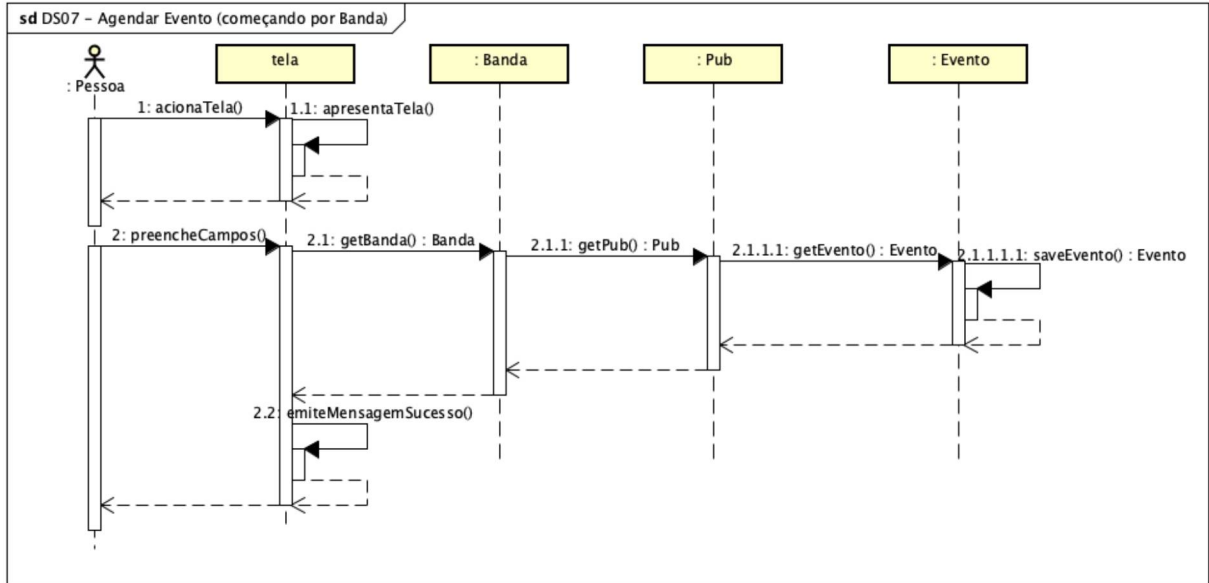 sd DS07 - Agendar Evento (começando por Banda)
tela
: Banda
: Pub
: Evento
: Pessoa
1: acionaTela()
1.1: apresentaTela()
2: preencheCampos()
2.1: getBanda() : Banda
2.1.1: getPub() : Pub
2.1.1.1: getEvento() : Evento
2.1.1.1.1: saveEvento() : Evento
2.2: emiteMensagemSucesso()